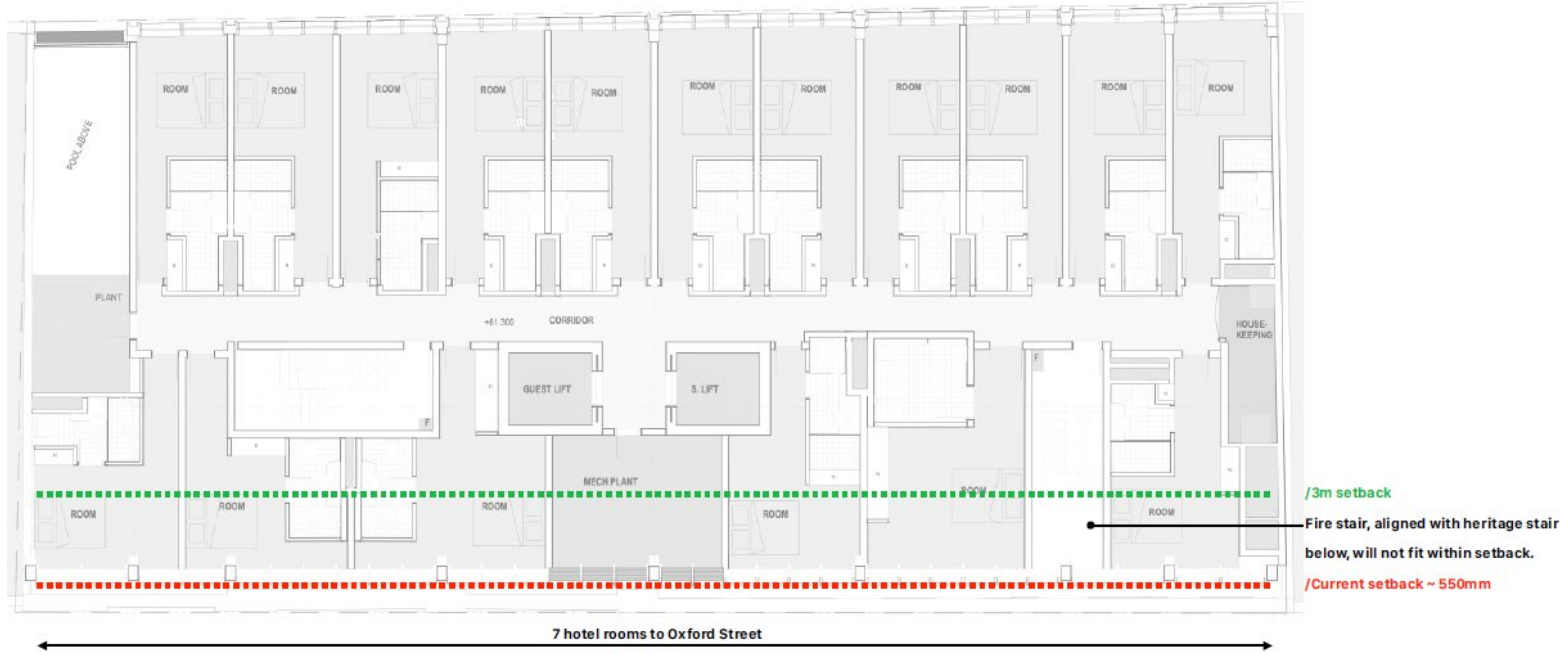 ROOM
ROOM
ROOM
ROOM
ROOM
ROOM
ROOM
ROOM
ROOM
ROOM
ROOM
POOL ABOVE
PLANT
+61.300
CORRIDOR
HOUSE-
KEEPING
GUEST LIFT
S. LIFT
F
F
MECH PLANT
ROOM
ROOM
ROOM
ROOM
ROOM
ROOM
/3m setback
Fire stair, aligned with heritage stair
below, will not fit within setback.
/Current setback ~ 550mm
7 hotel rooms to Oxford Street